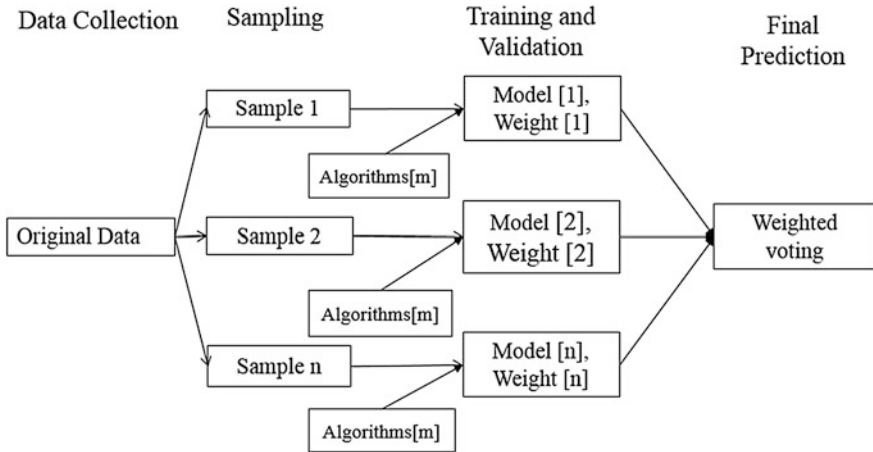 Data Collection
Sampling
Training and
Validation
Final
Prediction
Sample 1
Model [1],
Weight [1]
Algorithms[m]
Original Data
Sample 2
Model [2],
Weight [2]
Weighted
voting
Algorithms[m]
Sample n
Model [n],
Weight [n]
Algorithms[m]